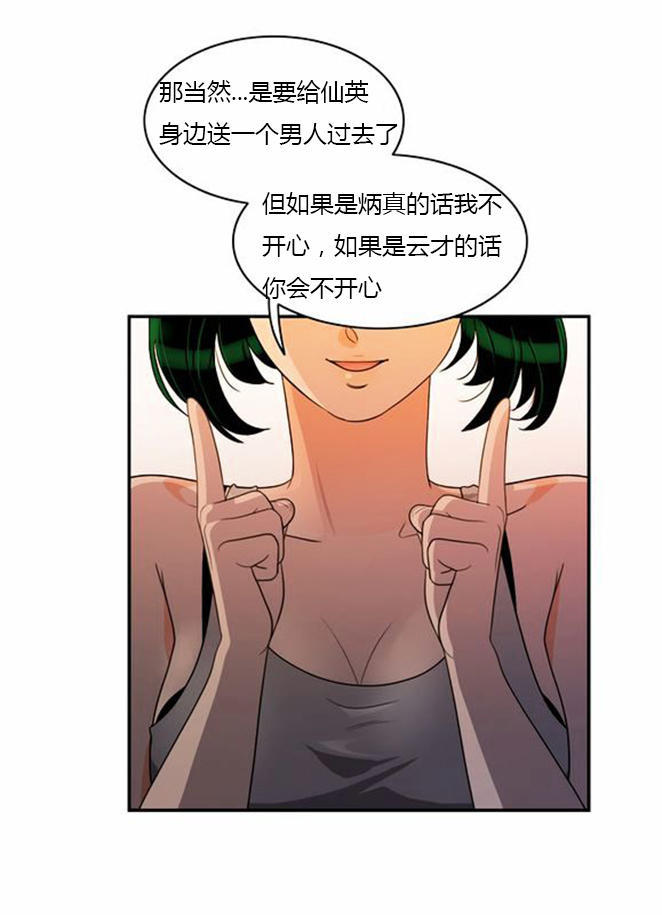 那当然...是要给仙英
身边送一个男人过去了
但如果是炳真的话我不
开心，如果是云才的话
你会不开心